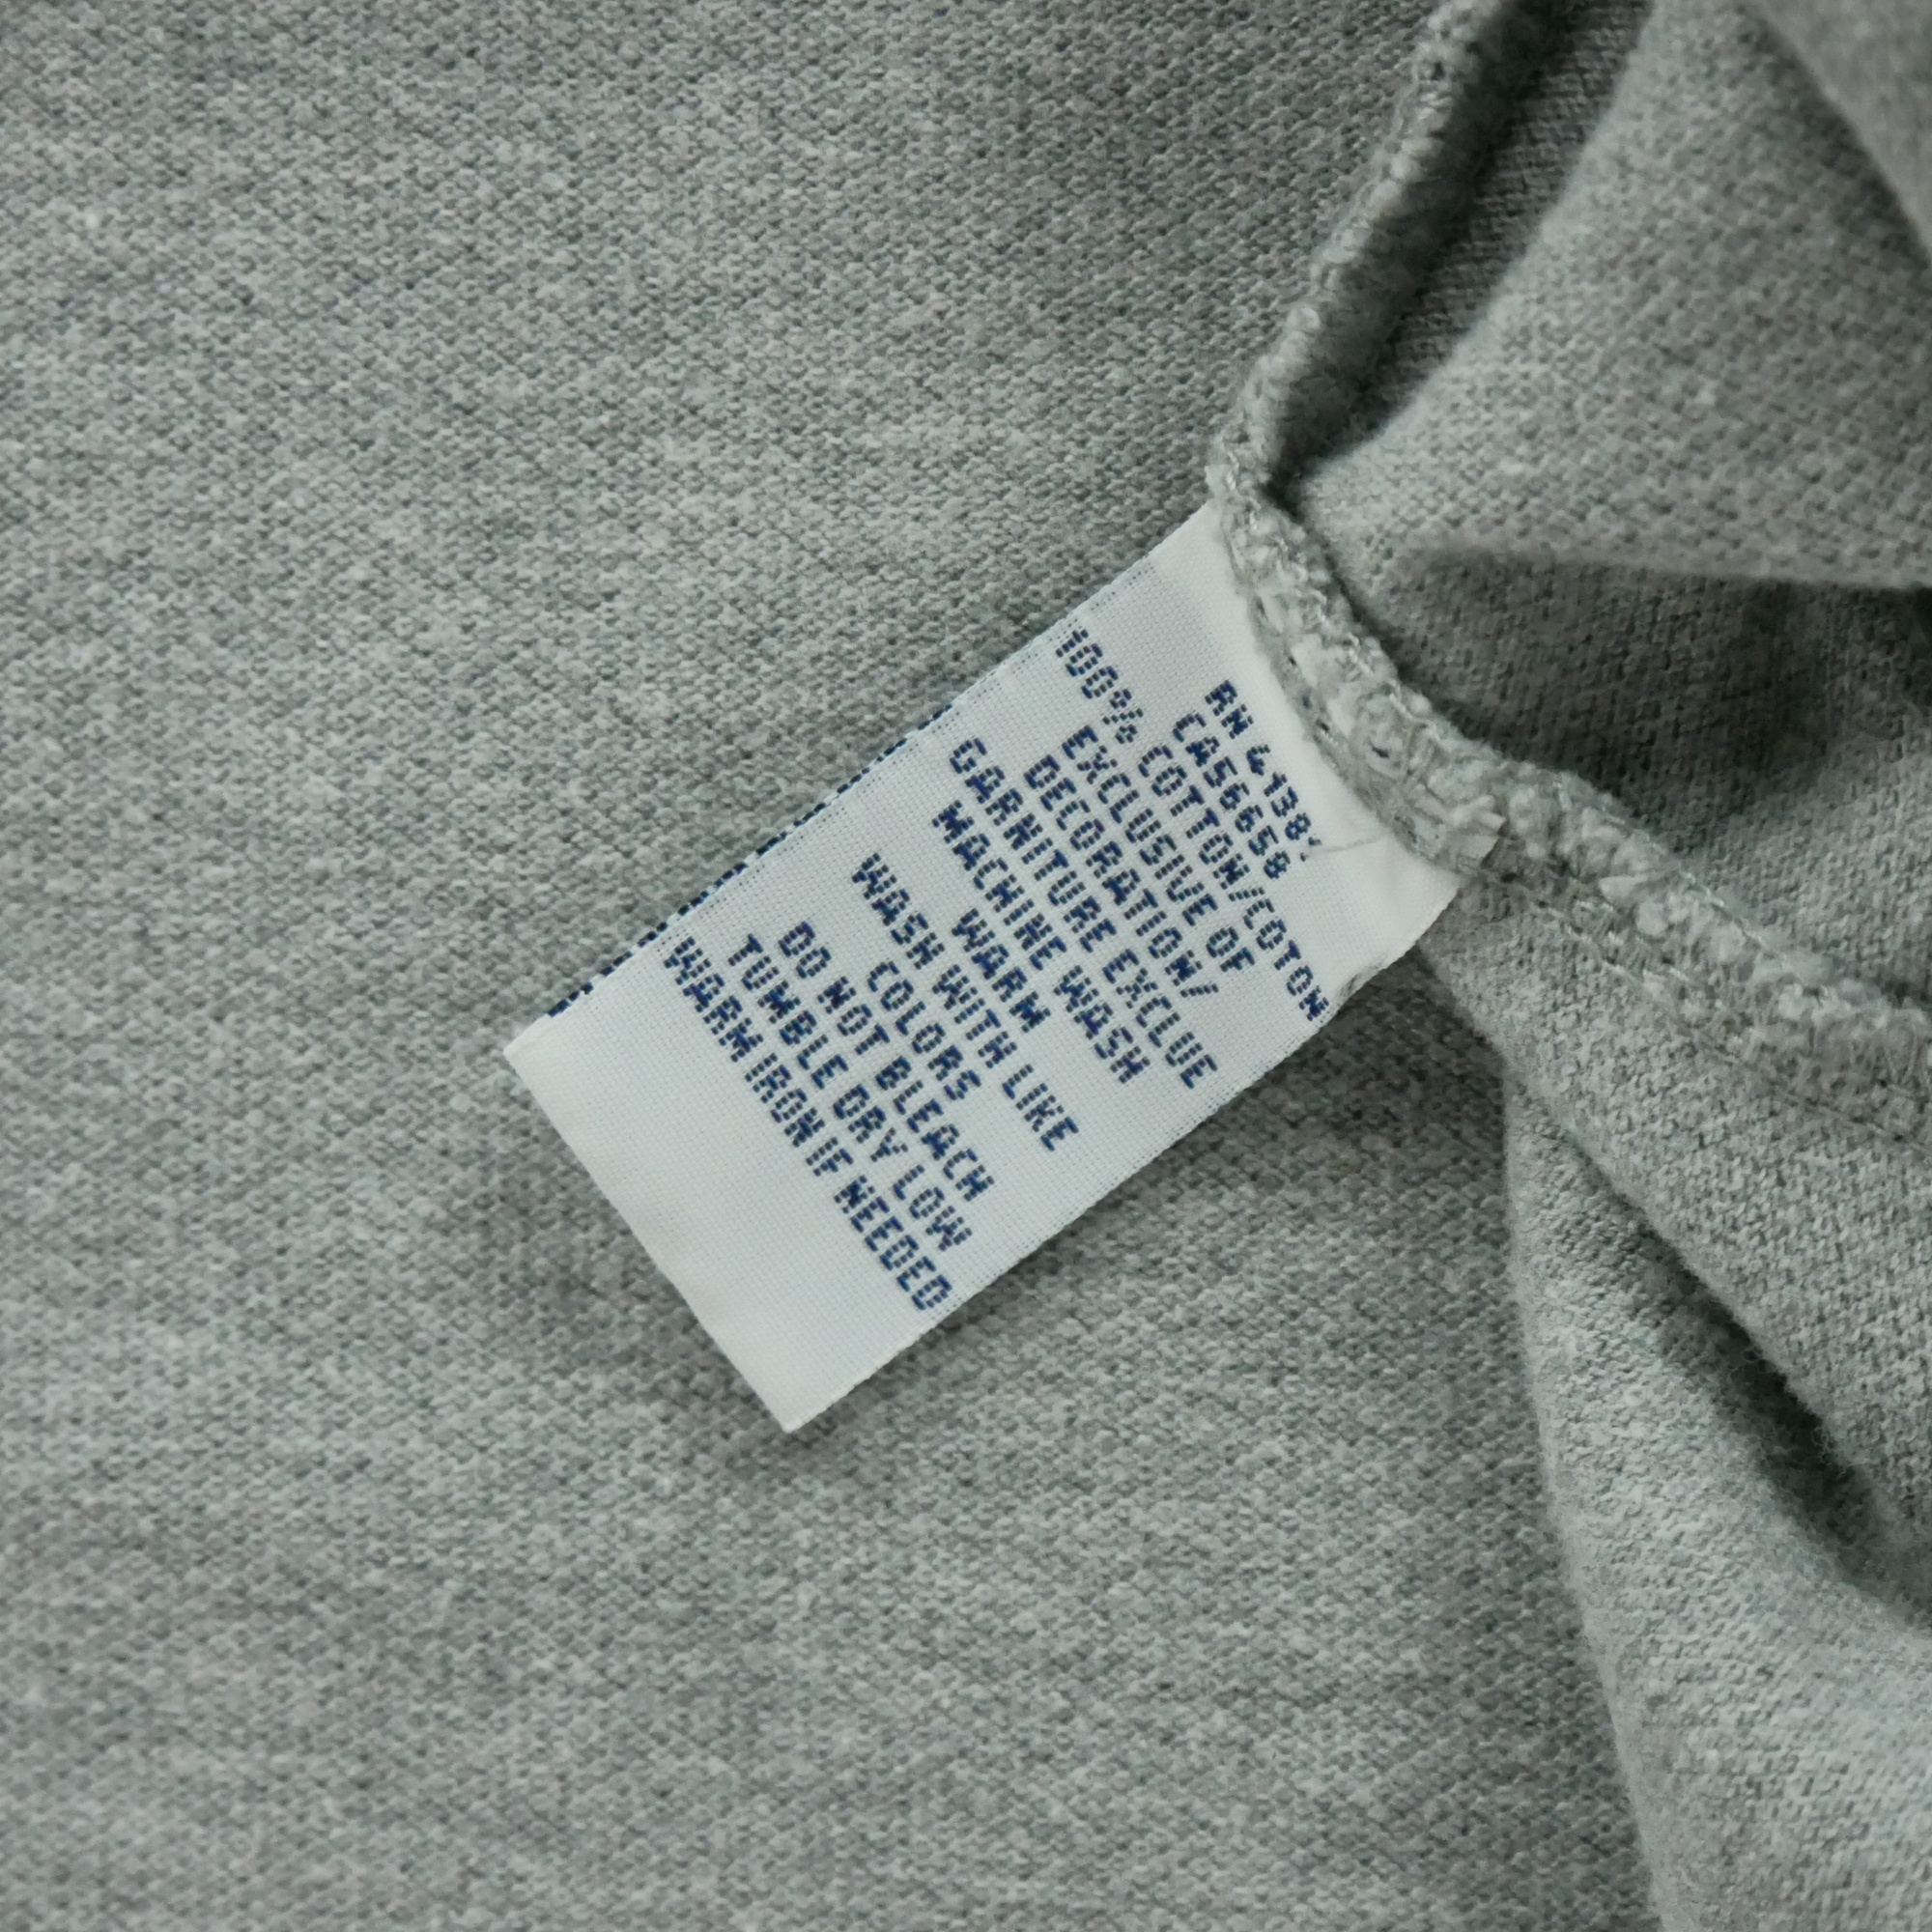 RN 41381
CA56658
100% COTTON/COTON
EXCLUSIVE OF
DECORATION/
GARNITURE EXCLUE
MACHINE WASH
WARM
WASH WITH LIKE
COLORS
DO NOT BLEACH
TUMBLE DRY LOW
WARM IRON IF NEEDED